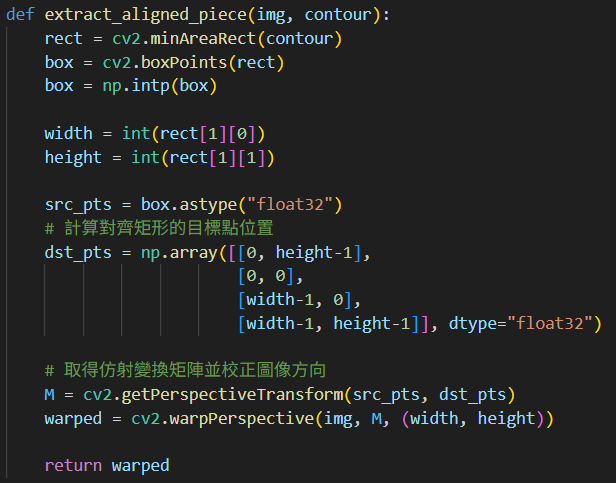 def extract_aligned_piece(img, contour):
    rect = cv2.minAreaRect(contour)
    box = cv2.boxPoints(rect)
    box = np.intp(box)

    width = int(rect[1][0])
    height = int(rect[1][1])

    src_pts = box.astype("float32")
    # 計算對齊矩形的目標點位置
    dst_pts = np.array([[0, height-1],
                        [0, 0],
                        [width-1, 0],
                        [width-1, height-1]], dtype="float32")

    # 取得仿射變換矩陣並校正圖像方向
    M = cv2.getPerspectiveTransform(src_pts, dst_pts)
    warped = cv2.warpPerspective(img, M, (width, height))

    return warped